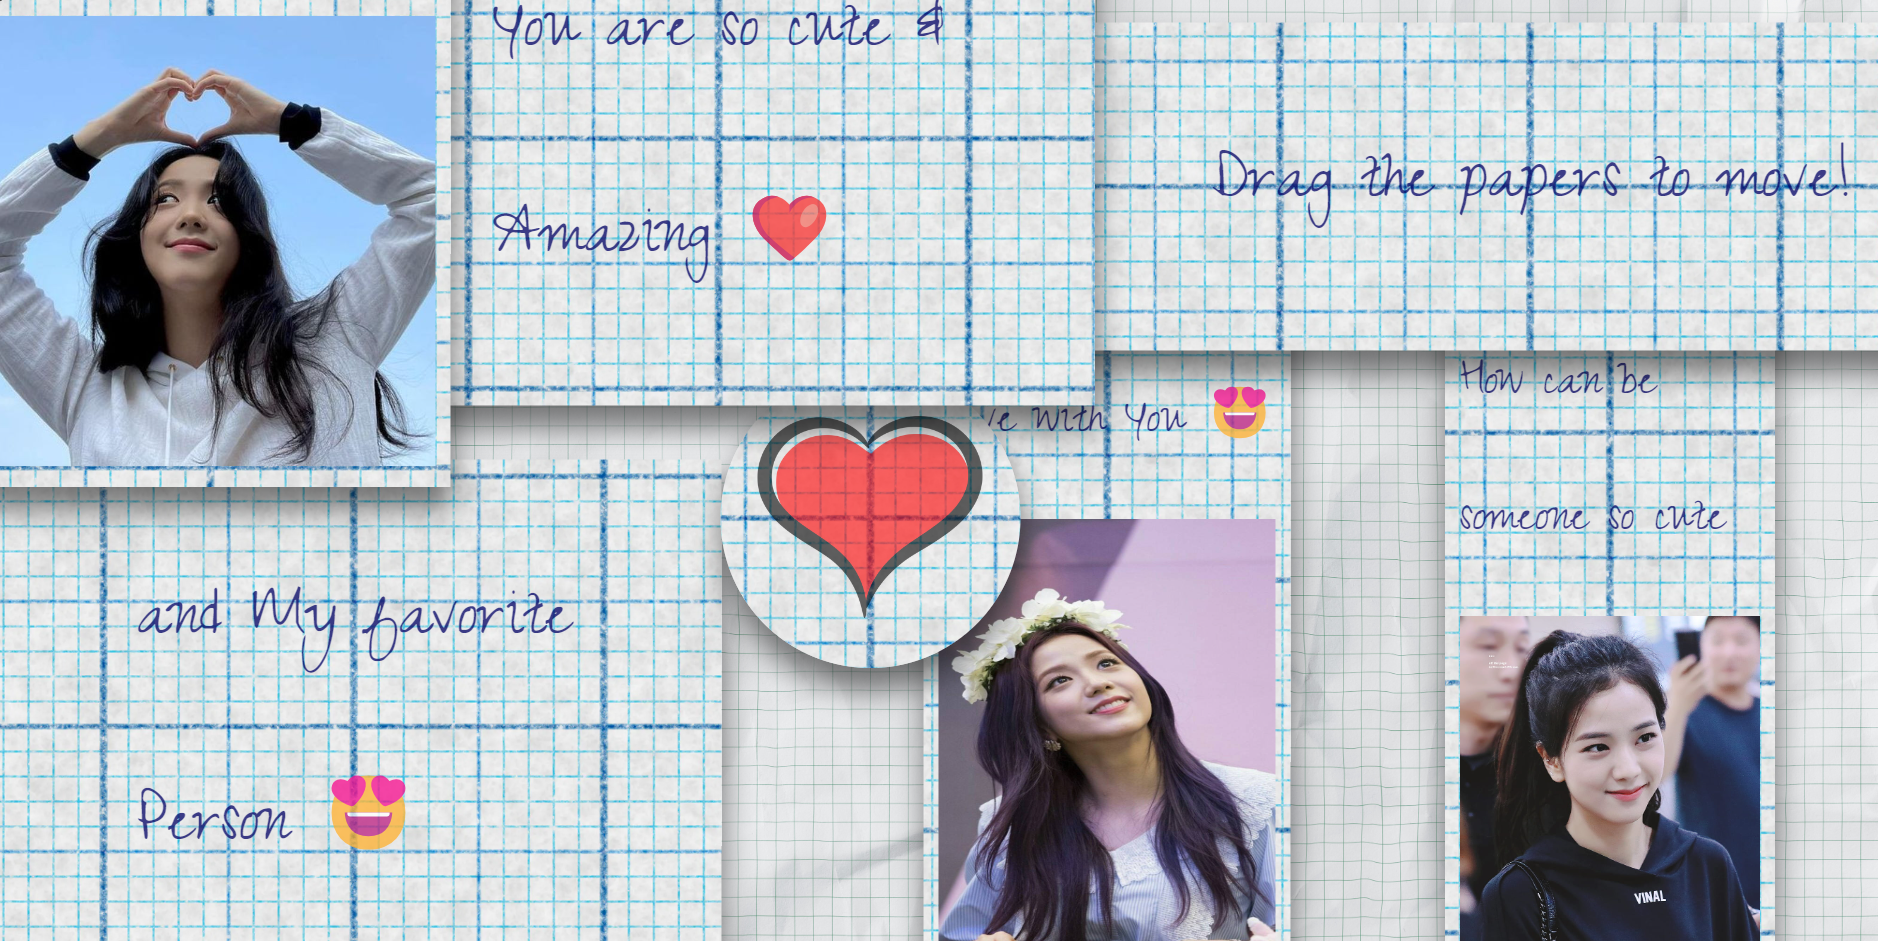 You are so cute &
Amazing
Drag the papers to move!
with You
How can be
someone so cute
and My favorite
Person
VINAL